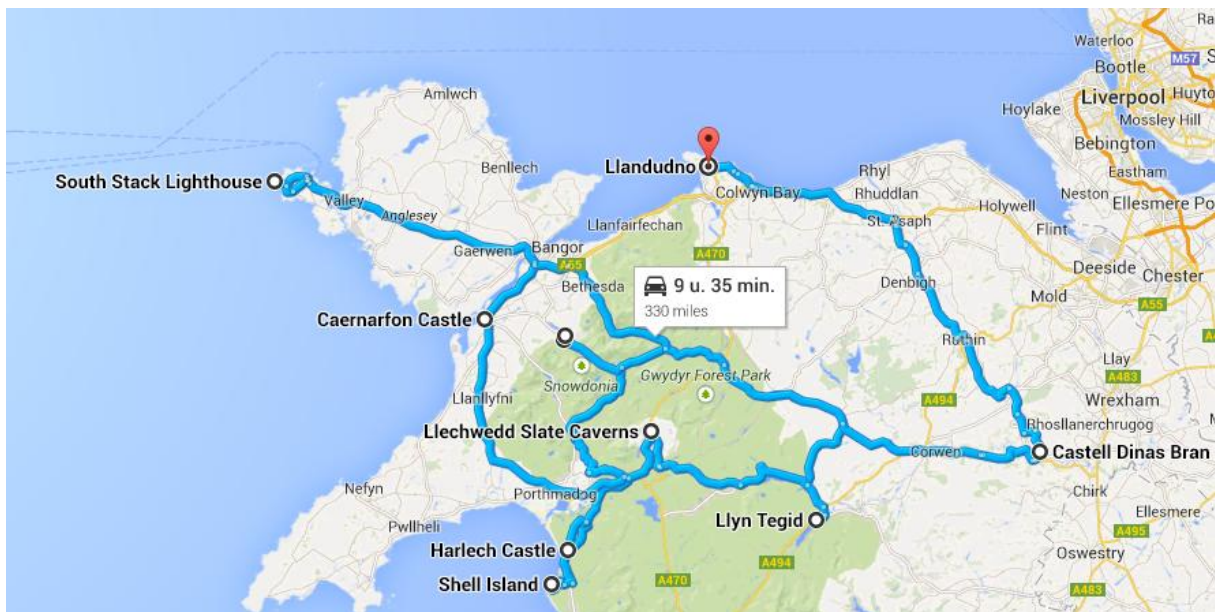 Waterloo
Ra
M57
Bootle
Huyto
Amlwch
Hoylake
Liverpool
Mossley Hill
Bebington
Benllech
Llandudno
Rhyl
Eastham
South Stack Lighthouse
Valley
Colwyn Bay
Rhuddlan
Neston
Holywell
Ellesmere Po
Anglesey
Llanfairfechan
St. Asaph
Flint
Gaerwen
Bangor
A55
A470
Deeside
Chester
Bethesda
9 u. 35 min.
330 miles
Denbigh
Mold
A55
Caernarfon Castle
Ruthin
Llay
Snowdonia
Gwydyr Forest Park
A483
Llanllyfni
A494
Wrexham
Llechwedd Slate Caverns
Rhosllanerchrugog
Corwen
Castell Dinas Bran
Nefyn
Porthmadog
Chirk
Ellesmere
Pwllheli
Llyn Tegid
A495
Harlech Castle
Oswestry
Shell Island
A470
A494
A483